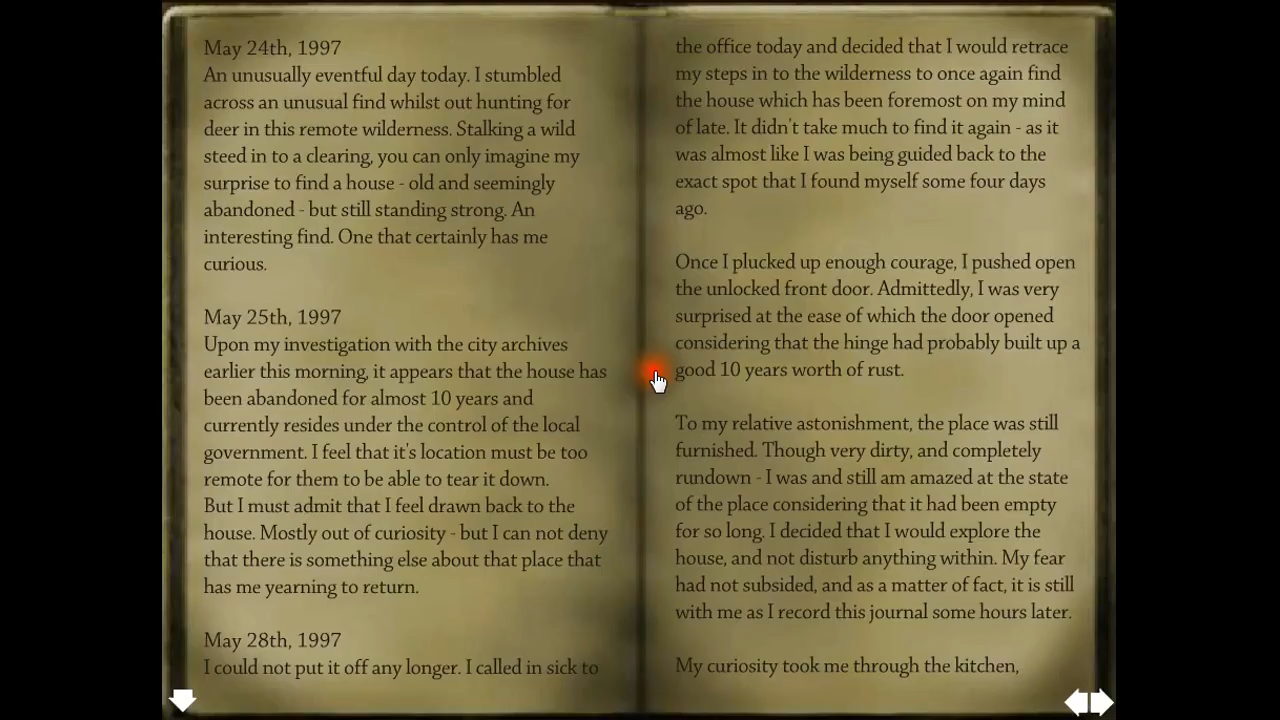 May 24th, 1997
An unusually eventful day today. I stumbled
across an unusual find whilst out hunting for
deer in this remote wilderness. Stalking a wild
steed in to a clearing, you can only imagine my
surprise to find a house - old and seemingly
abandoned - but still standing strong. An
interesting find. One that certainly has me
curious.
May 25th, 1997
Upon my investigation with the city archives
earlier this morning, it appears that the house has
been abandoned for almost 10 years and
currently resides under the control of the local
government. I feel that it's location must be too
remote for them to be able to tear it down.
But I must admit that I feel drawn back to the
house. Mostly out of curiosity - but I can not deny
that there is something else about that place that
has me yearning to return.
May 28th, 1997
I could not put it off any longer. I called in sick to
the office today and decided that I would retrace
my steps in to the wilderness to once again find
the house which has been foremost on my mind
of late. It didn't take much to find it again - as it
was almost like I was being guided back to the
exact spot that I found myself some four days
ago.
Once I plucked up enough courage, I pushed open
the unlocked front door. Admittedly, I was very
surprised at the ease of which the door opened
considering that the hinge had probably built up a
good 10 years worth of rust.
To my relative astonishment, the place was still
furnished. Though very dirty, and completely
rundown - I was and still am amazed at the state
of the place considering that it had been empty
for so long. I decided that I would explore the
house, and not disturb anything within. My fear
had not subsided, and as a matter of fact, it is still
with me as I record this journal some hours later.
My curiosity took me through the kitchen,